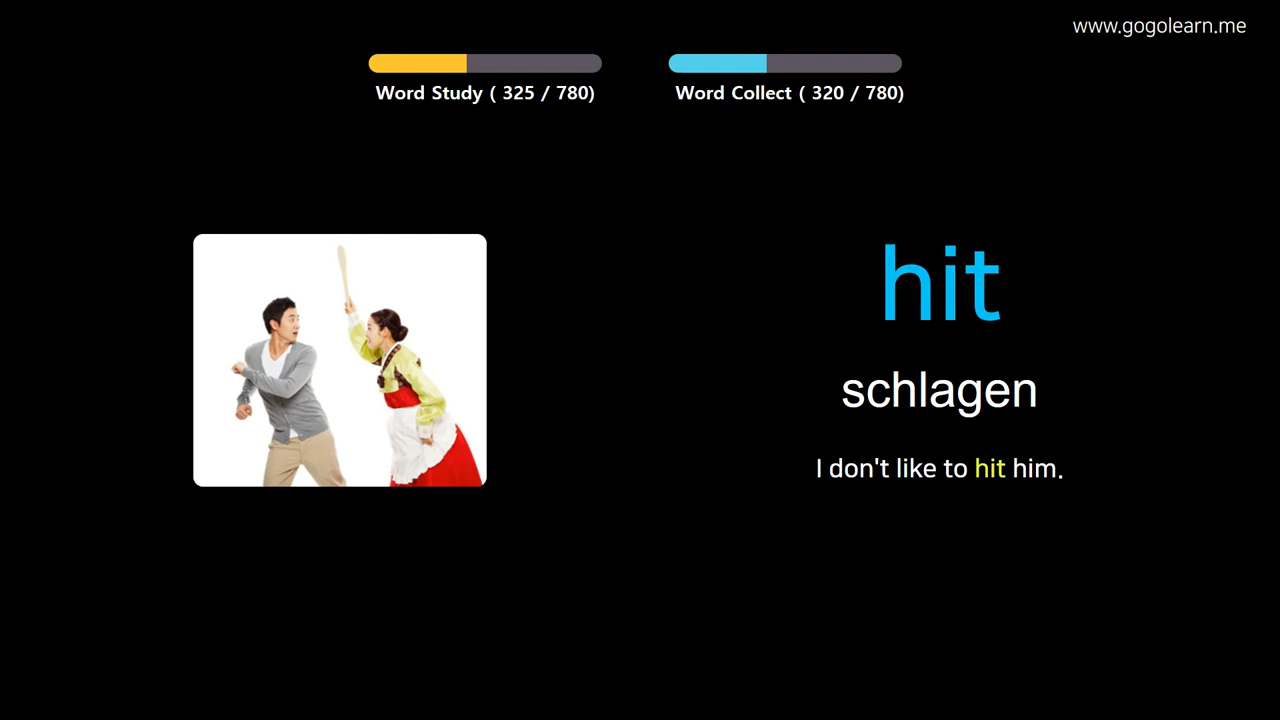 www.gogolearn.me
Word Study ( 325 / 780)
Word Collect ( 320 / 780)
hit
schlagen
I don't like to hit him.